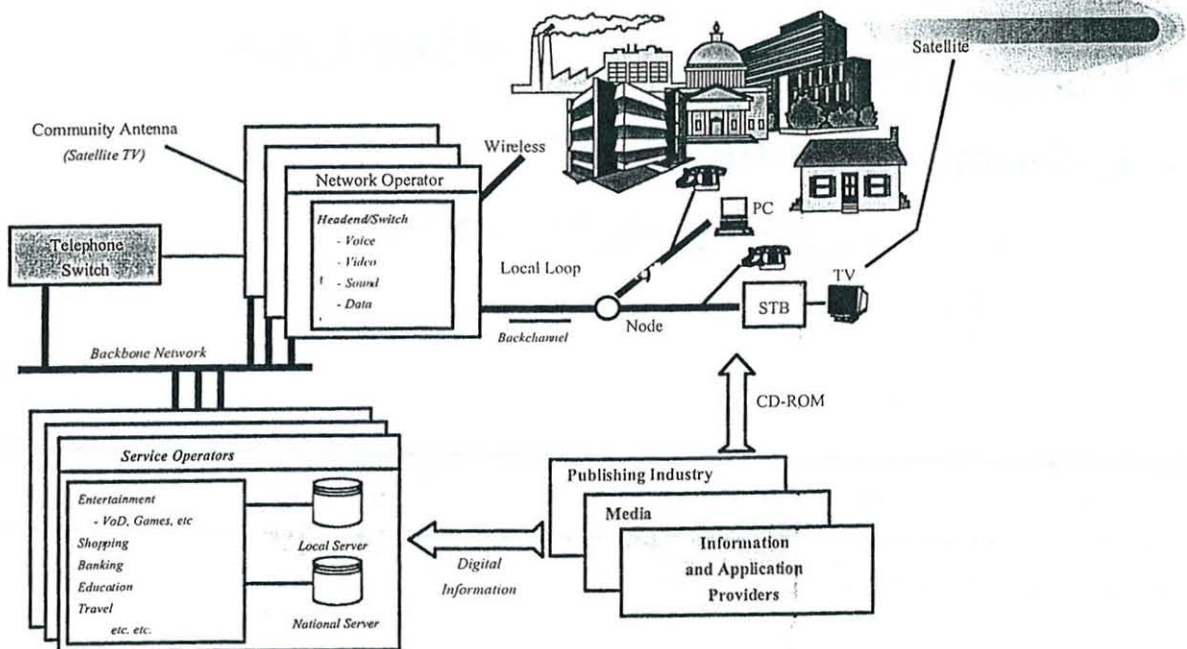 Satellite
Community Antenna
(Satellite TV)
Wireless
Network Operator
Headend/Switch
- Voice
- Video
- Sound
- Data
Telephone
Switch
PC
Local Loop
TV
STB
Node
Backchannel
Backbone Network
CD-ROM
Service Operators
Entertainment
- VoD, Games, etc
Shopping
Banking
Education
Travel
etc. etc.
Local Server
National Server
Digital
Information
Publishing Industry
Media
Information
and Application
Providers